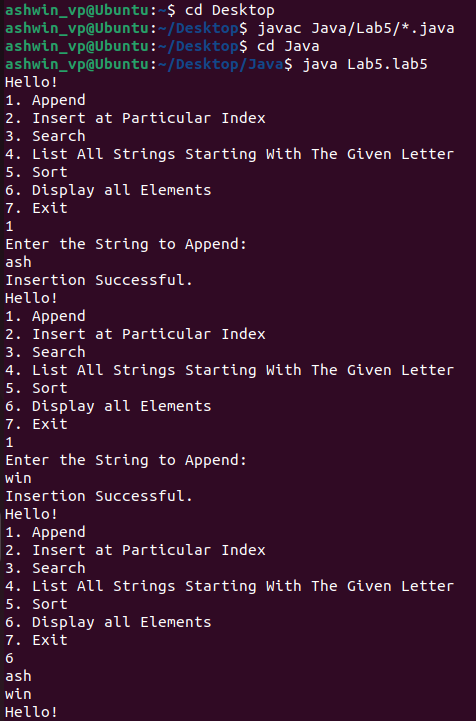 ashwin_vp@Ubuntu:~$ cd Desktop
ashwin_vp@Ubuntu:~/Desktop$ javac Java/Lab5/*.java
ashwin_vp@Ubuntu:~/Desktop$ cd Java
ashwin_vp@Ubuntu:~/Desktop/Java$ java Lab5.lab5
Hello!
1. Append
2. Insert at Particular Index
3. Search
4. List All Strings Starting With The Given Letter
5. Sort
6. Display all Elements
7. Exit
1
Enter the String to Append:
ash
Insertion Successful.
Hello!
1. Append
2. Insert at Particular Index
3. Search
4. List All Strings Starting With The Given Letter
5. Sort
6. Display all Elements
7. Exit
1
Enter the String to Append:
win
Insertion Successful.
Hello!
1. Append
2. Insert at Particular Index
3. Search
4. List All Strings Starting With The Given Letter
5. Sort
6. Display all Elements
7. Exit
6
ash
win
Hello!